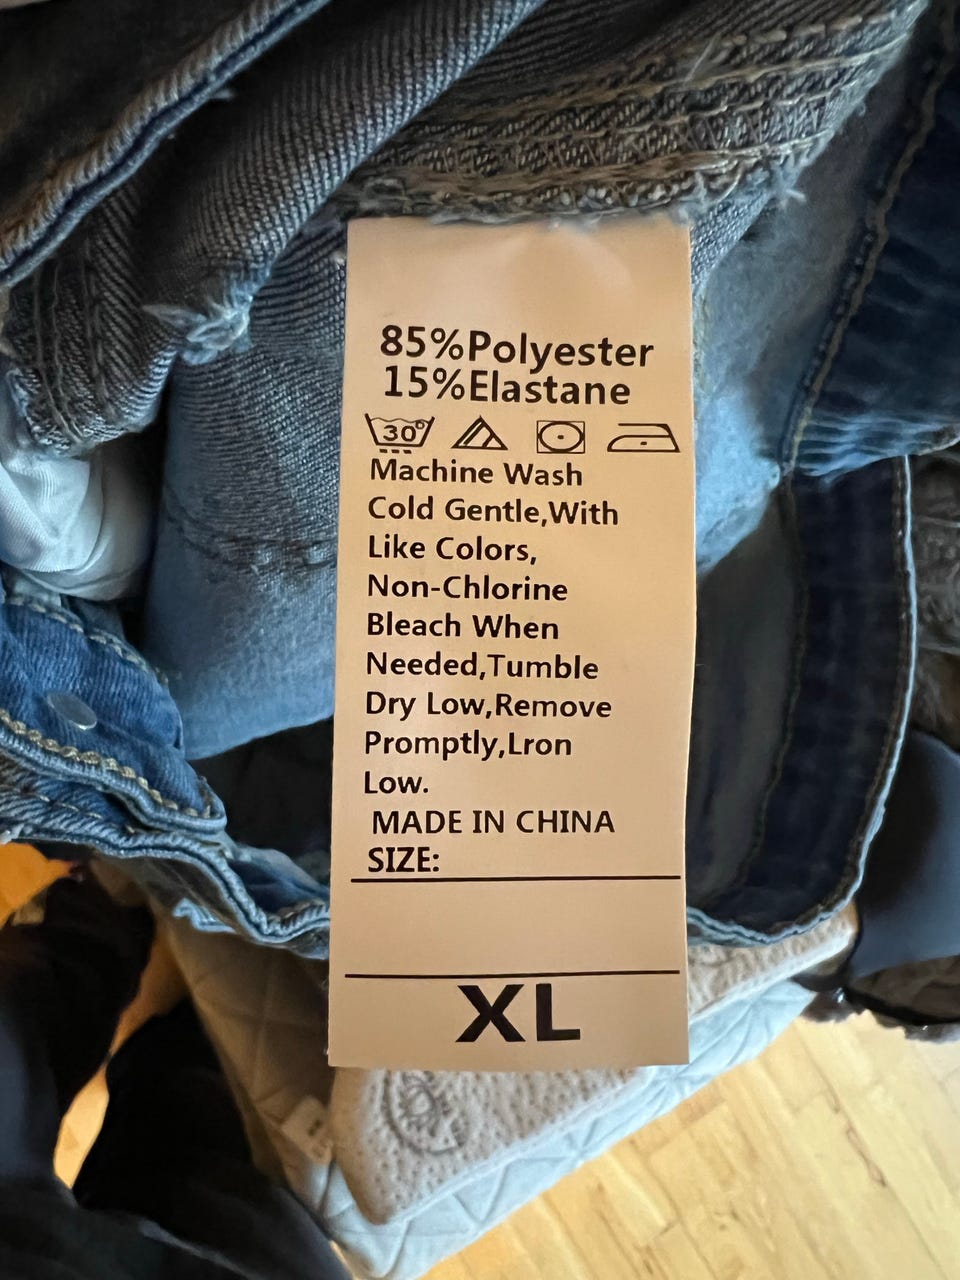 85%Polyester
15%Elastane
30°
Machine Wash
Cold Gentle,With
Like Colors,
Non-Chlorine
Bleach When
Needed,Tumble
Dry Low,Remove
Promptly,Lron
Low.
MADE IN CHINA
SIZE:
XL